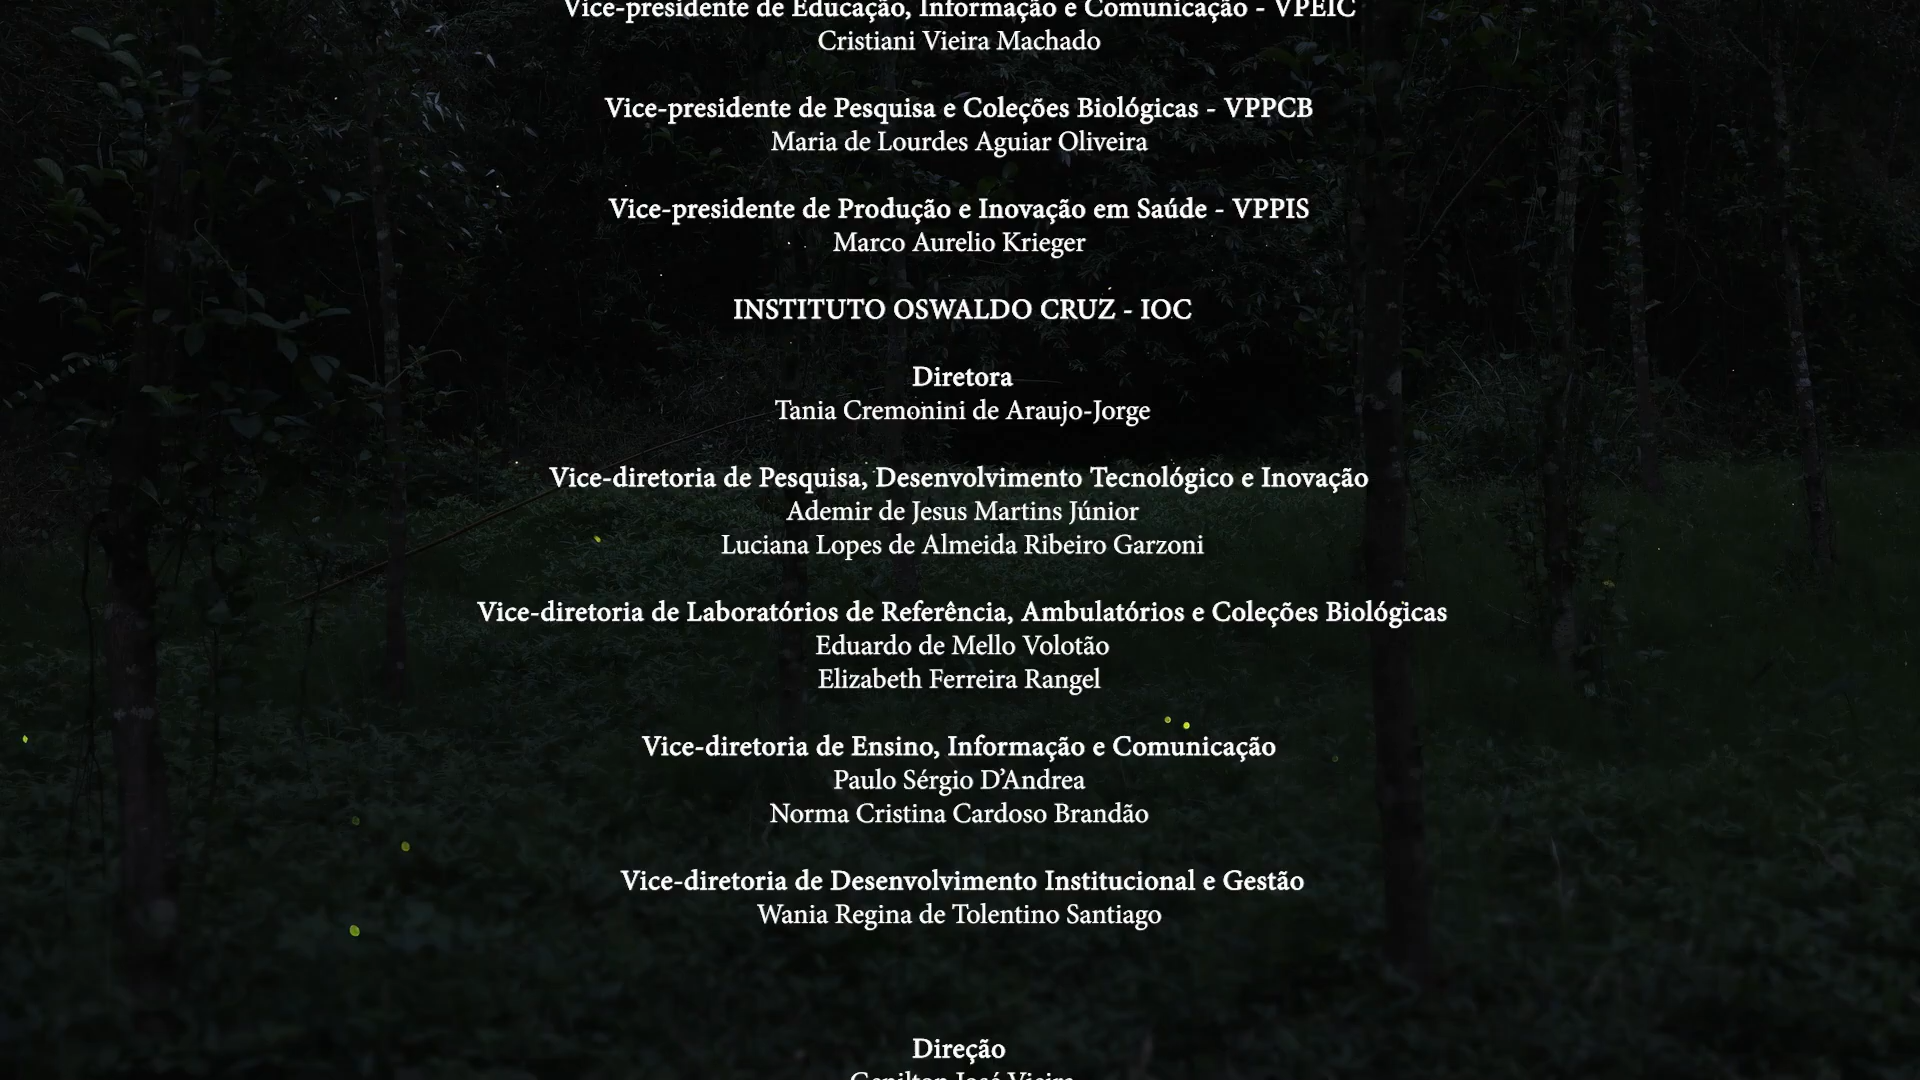 Vice-presidente de Educação, Informação e Comunicação - VPEIC
Cristiani Vieira Machado
Vice-presidente de Pesquisa e Coleções Biológicas - VPPCB
Maria de Lourdes Aguiar Oliveira
Vice-presidente de Produção e Inovação em Saúde - VPPIS
Marco Aurelio Krieger
INSTITUTO OSWALDO CRUZ - IOC
Diretora
Tania Cremonini de Araujo-Jorge
Vice-diretoria de Pesquisa, Desenvolvimento Tecnológico e Inovação
Ademir de Jesus Martins Júnior
Luciana Lopes de Almeida Ribeiro Garzoni
Vice-diretoria de Laboratórios de Referência, Ambulatórios e Coleções Biológicas
Eduardo de Mello Volotão
Elizabeth Ferreira Rangel
Vice-diretoria de Ensino, Informação e Comunicação
Paulo Sérgio D’Andrea
Norma Cristina Cardoso Brandão
Vice-diretoria de Desenvolvimento Institucional e Gestão
Wania Regina de Tolentino Santiago
Direção
Genilton José Vieira